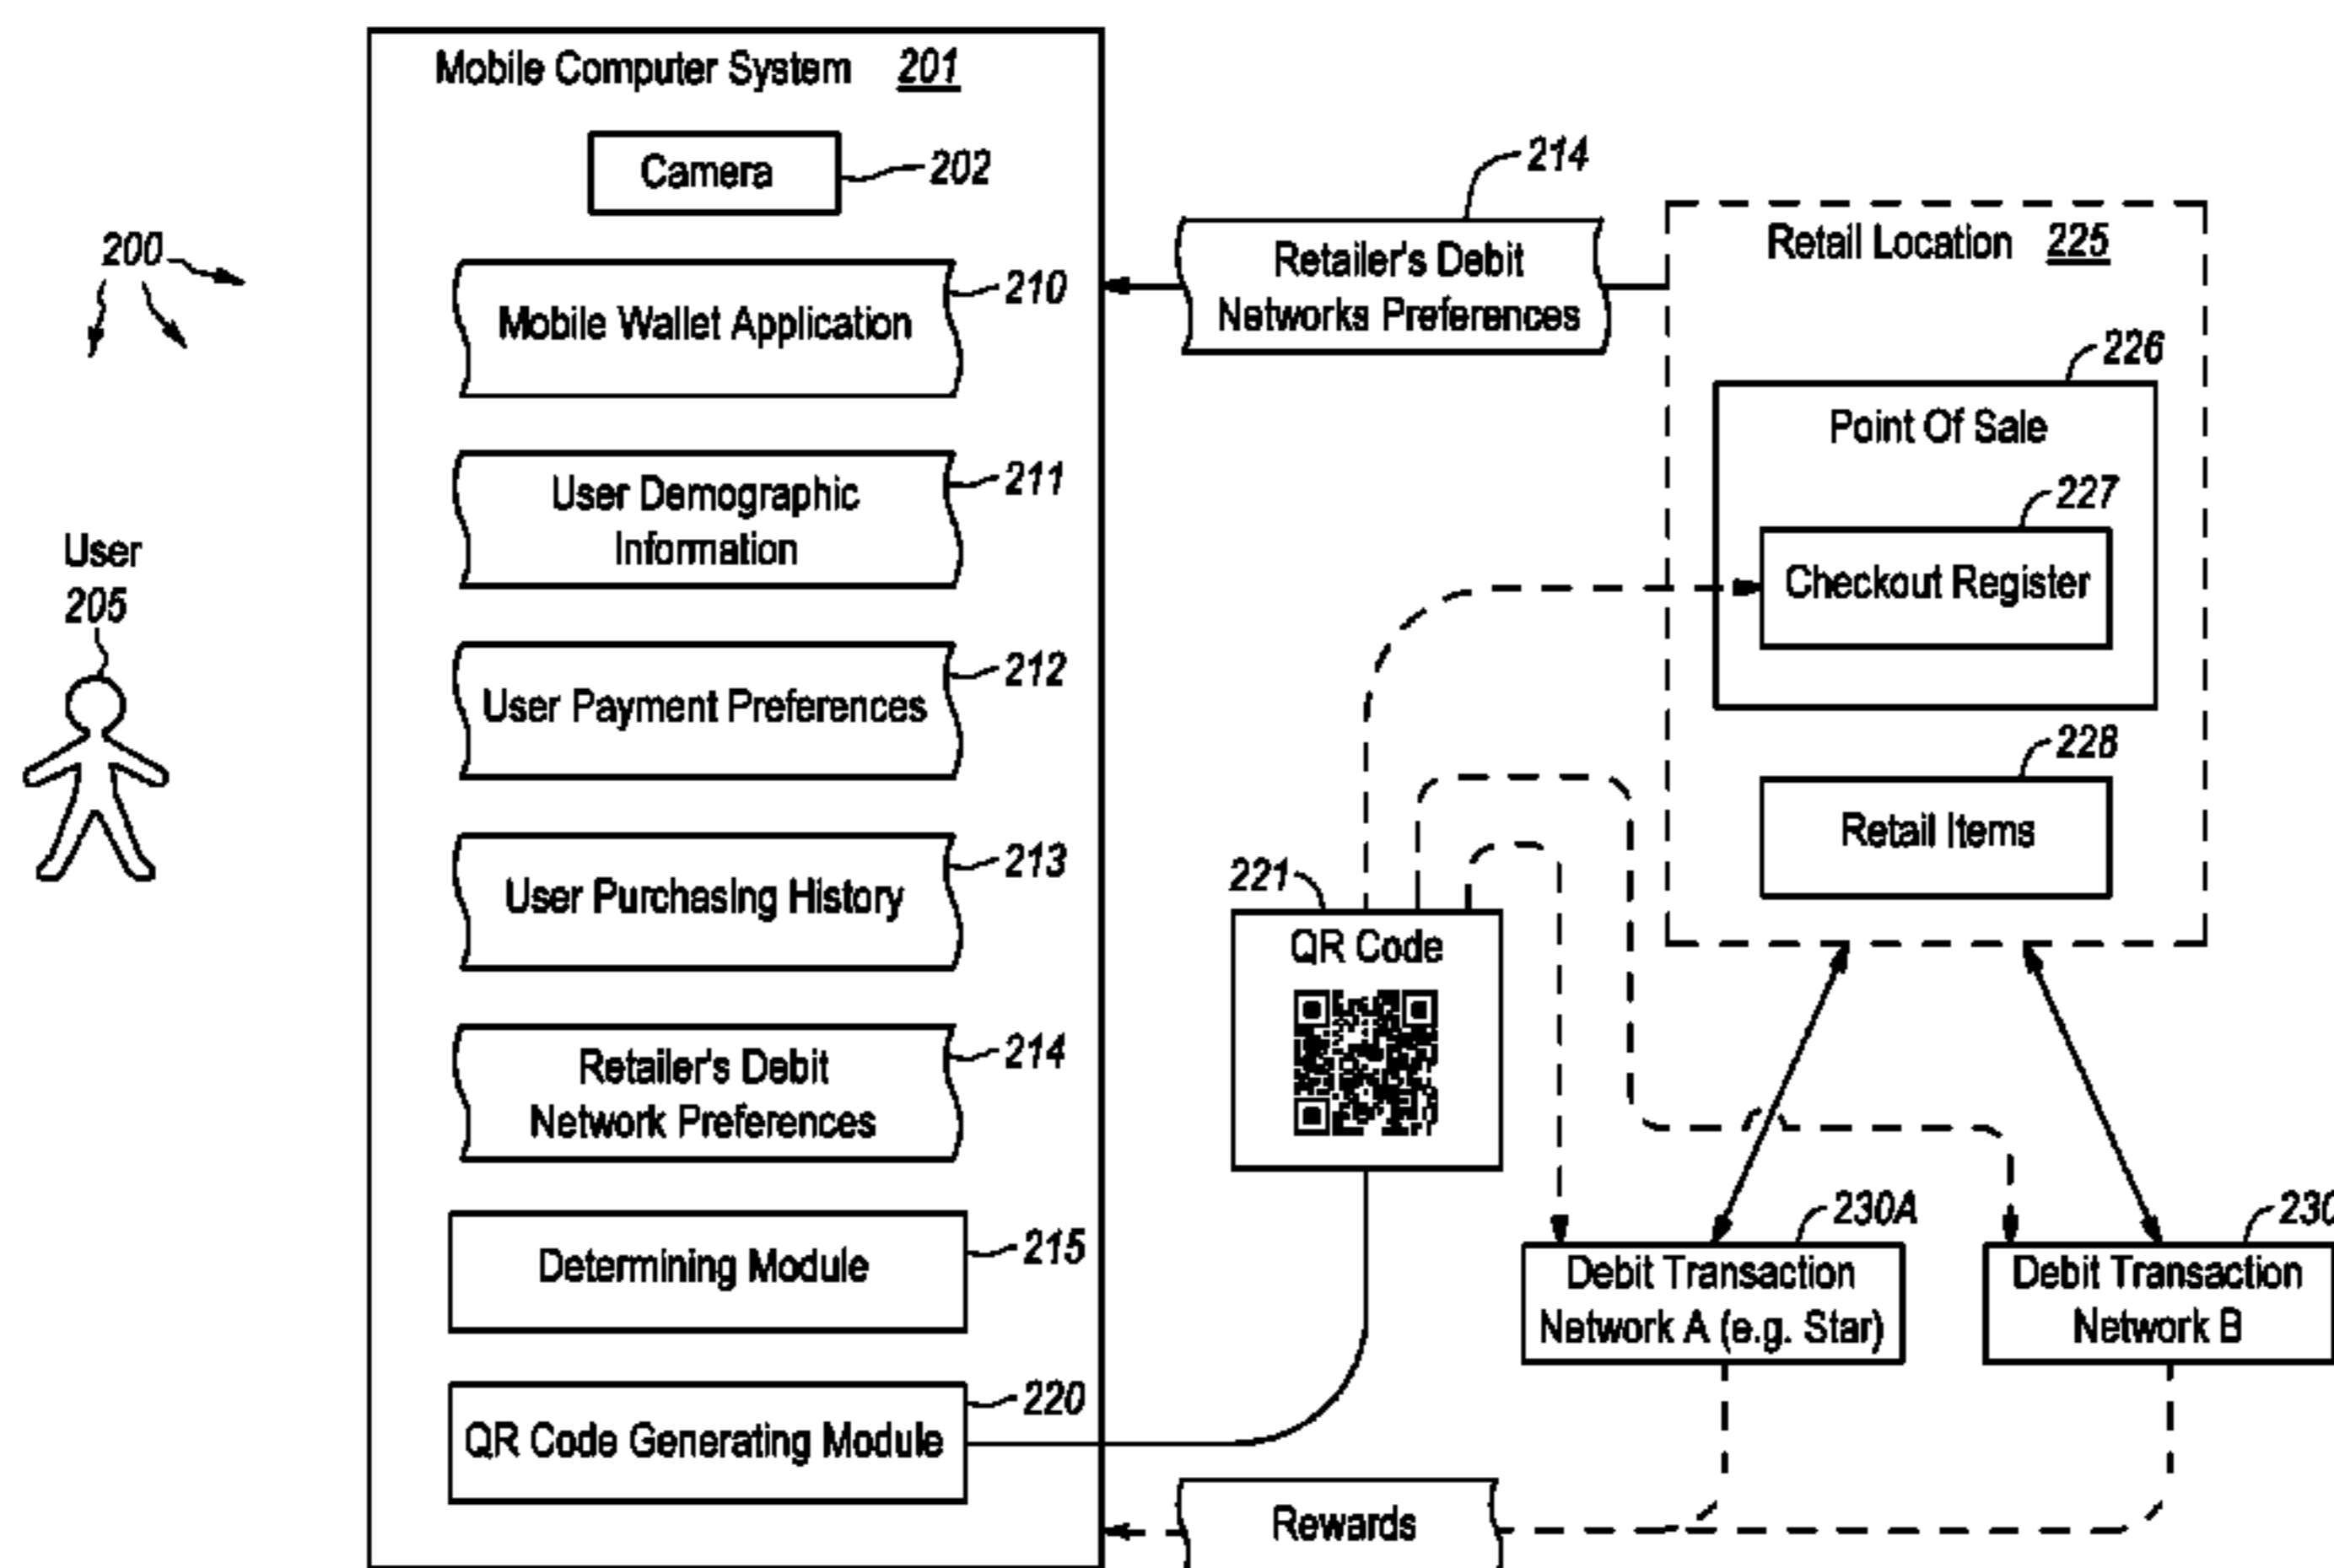 Mobile Computer System 201
Camera
202
200
Mobile Wallet Application
210
User Demographic
Information
211
User
205
User Payment Preferences
212
User Purchasing History
213
Retailer's Debit
Network Preferences
214
Determining Module
215
QR Code Generating Module
220
214
Retailer's Debit
Networks Preferences
Retail Location 225
226
Point Of Sale
227
Checkout Register
228
Retail Items
221
QR Code
230A
Debit Transaction
Network A (e.g. Star)
230
Debit Transaction
Network B
Rewards